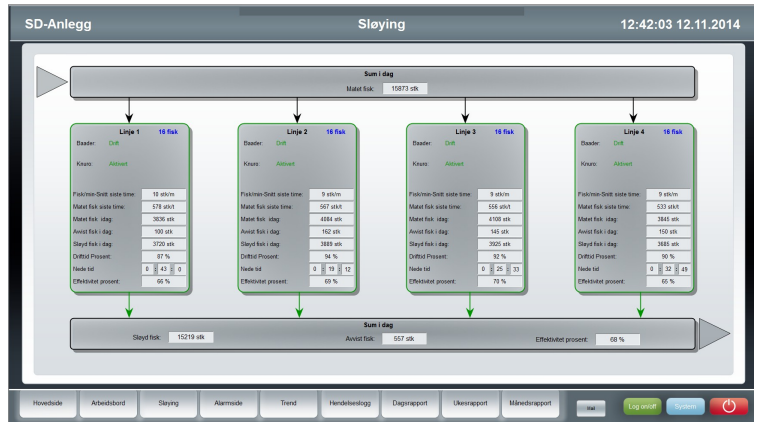 SD-Anlegg Sløying 12:42:03 12.11.2014
Sum i dag
Matet fisk: 15873 stk
Linje 1 16 fisk
Baader: Drift
Knuro: Aktivert
Fisk/min-Snitt siste time: 10 stk/m
Matet fisk siste time: 578 stk/t
Matet fisk idag: 3836 stk
Avvist fisk i dag: 100 stk
Sløyd fisk i dag: 3720 stk
Drifttid Prosent: 87 %
Nede tid 0 : 43 : 0
Effektivitet prosent: 66 %
Linje 2 16 fisk
Baader: Drift
Knuro: Aktivert
Fisk/min-Snitt siste time: 9 stk/m
Matet fisk siste time: 567 stk/t
Matet fisk idag: 4084 stk
Avvist fisk i dag: 162 stk
Sløyd fisk i dag: 3889 stk
Drifttid Prosent: 94 %
Nede tid 0 : 19 : 12
Effektivitet prosent: 69 %
Linje 3 16 fisk
Baader: Drift
Knuro: Aktivert
Fisk/min-Snitt siste time: 9 stk/m
Matet fisk siste time: 556 stk/t
Matet fisk idag: 4108 stk
Avvist fisk i dag: 145 stk
Sløyd fisk i dag: 3925 stk
Drifttid Prosent: 92 %
Nede tid 0 : 25 : 33
Effektivitet prosent: 70 %
Linje 4 16 fisk
Baader: Drift
Knuro: Aktivert
Fisk/min-Snitt siste time: 9 stk/m
Matet fisk siste time: 533 stk/t
Matet fisk idag: 3845 stk
Avvist fisk i dag: 150 stk
Sløyd fisk i dag: 3685 stk
Drifttid Prosent: 90 %
Nede tid 0 : 32 : 49
Effektivitet prosent: 65 %
Sum i dag
Sløyd fisk: 15219 stk Avvist fisk: 557 stk Effektivitet prosent: 68 %
Hovedside Arbeidsbord Sløying Alarmside Trend Hendelseslogg Dagsrapport Ukesrapport Månedsrapport Log on/off System